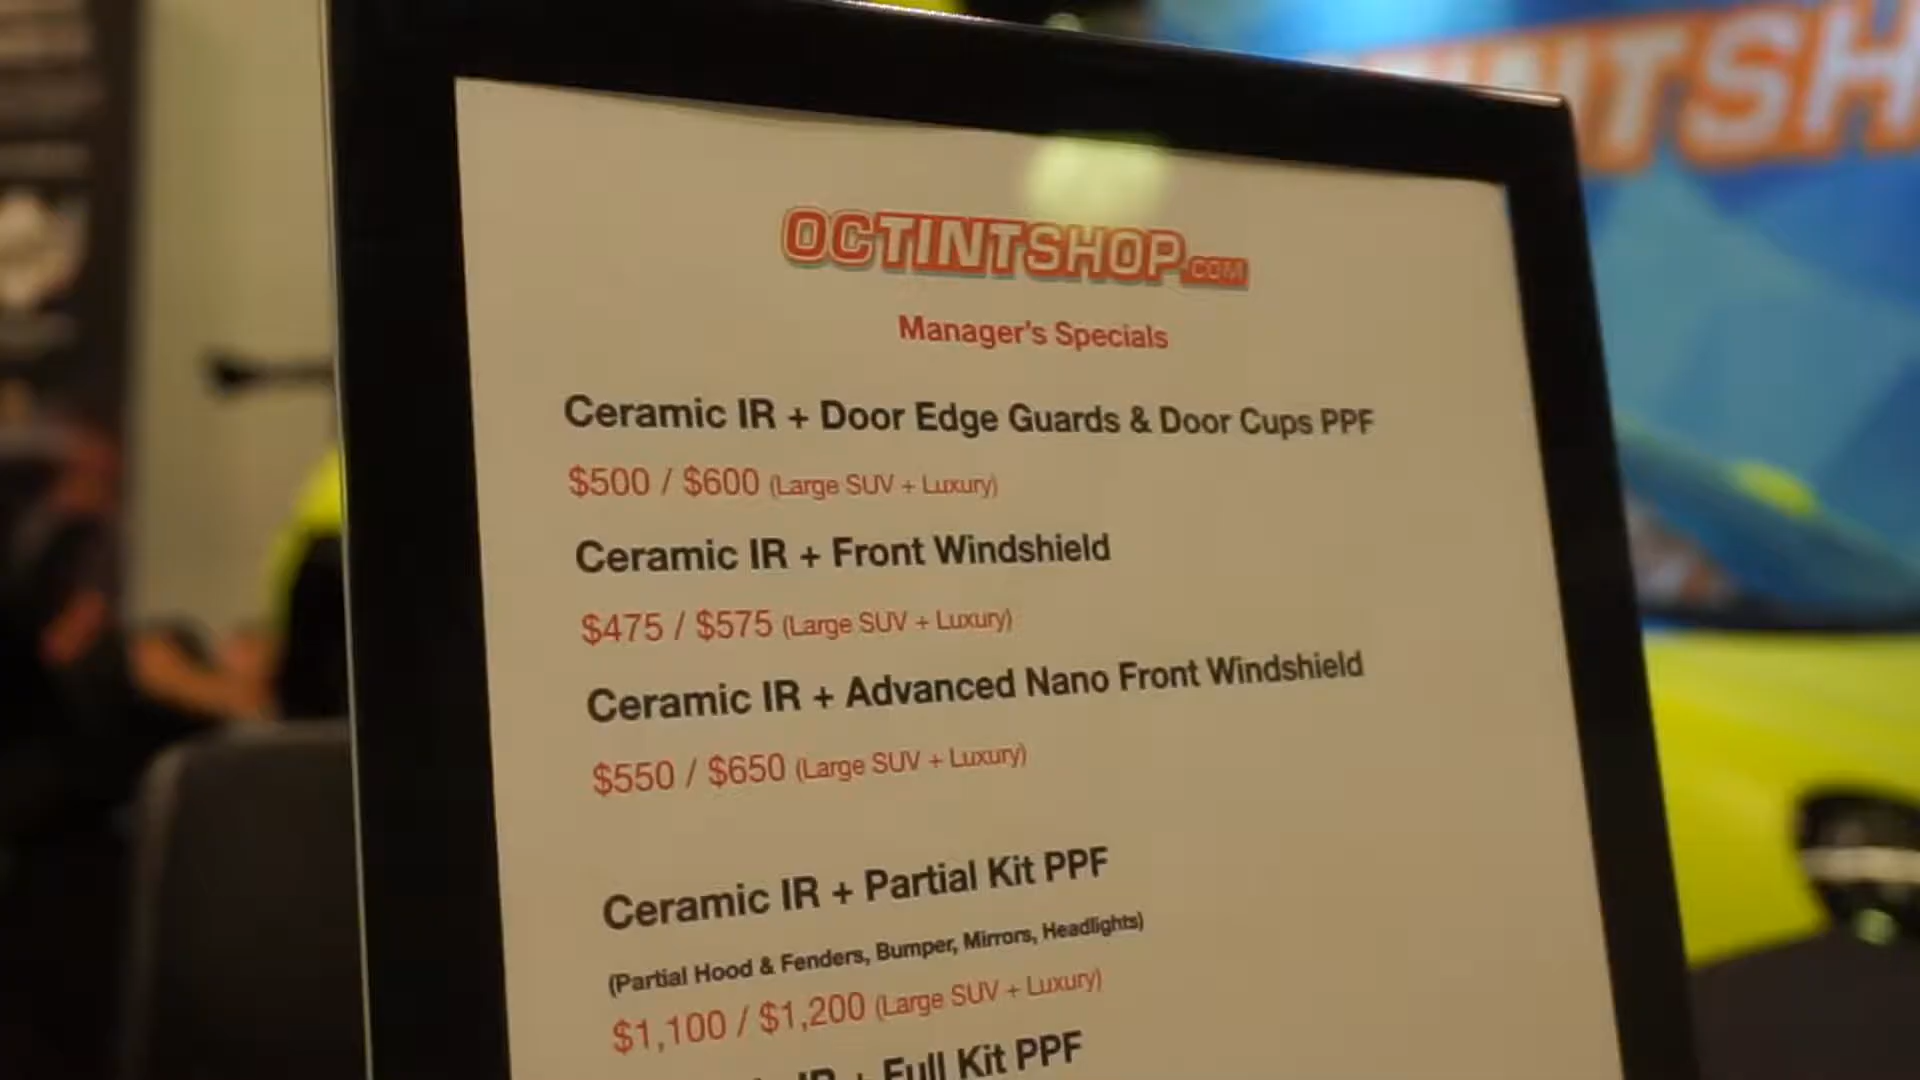 OCTINTSHOP.COM
Manager's Specials
Ceramic IR + Door Edge Guards & Door Cups PPF
$500 / $600 (Large SUV + Luxury)
Ceramic IR + Front Windshield
$475 / $575 (Large SUV + Luxury)
Ceramic IR + Advanced Nano Front Windshield
$550 / $650 (Large SUV + Luxury)
Ceramic IR + Partial Kit PPF
(Partial Hood & Fenders, Bumper, Mirrors, Headlights)
$1,100 / $1,200 (Large SUV + Luxury)
IR + Full Kit PPF
INTSH